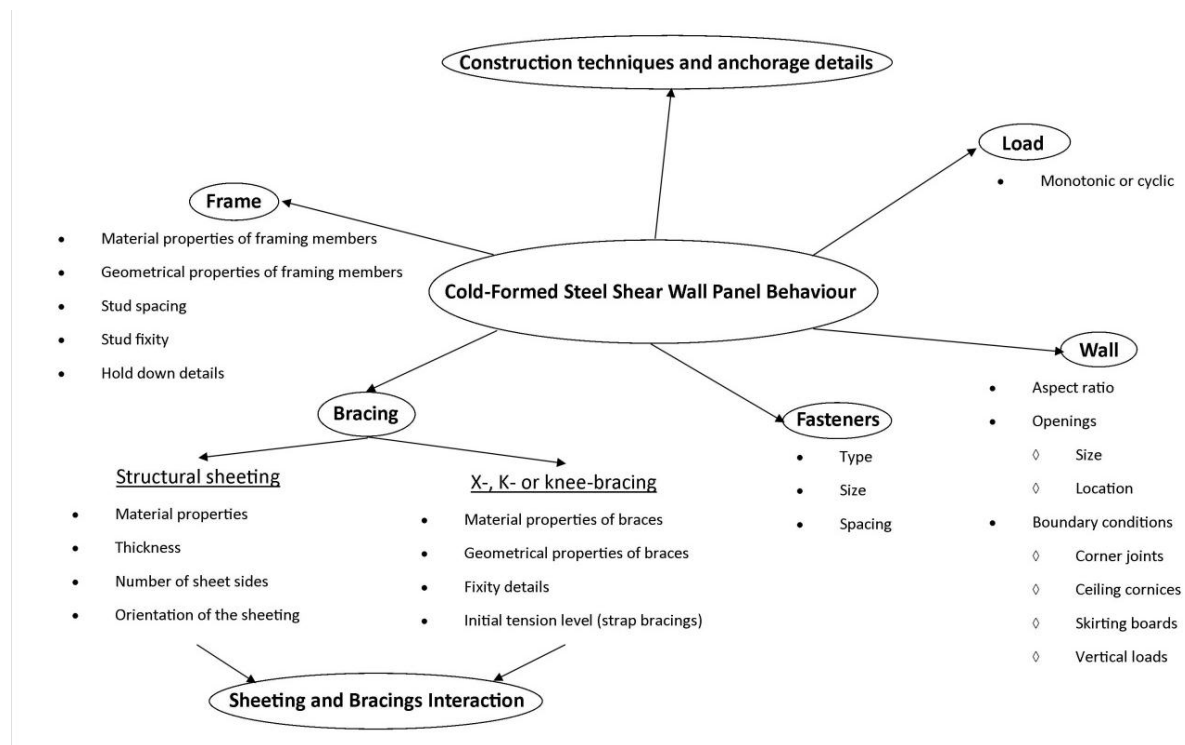 Construction techniques and anchorage details
Load
• Monotonic or cyclic
Frame
• Material properties of framing members
• Geometrical properties of framing members
• Stud spacing
• Stud fixity
• Hold down details
Cold-Formed Steel Shear Wall Panel Behaviour
Wall
• Aspect ratio
• Openings
◊ Size
◊ Location
• Boundary conditions
◊ Corner joints
◊ Ceiling cornices
◊ Skirting boards
◊ Vertical loads
Bracing
Fasteners
• Type
• Size
• Spacing
Structural sheeting
• Material properties
• Thickness
• Number of sheet sides
• Orientation of the sheeting
X-, K- or knee-bracing
• Material properties of braces
• Geometrical properties of braces
• Fixity details
• Initial tension level (strap bracings)
Sheeting and Bracings Interaction